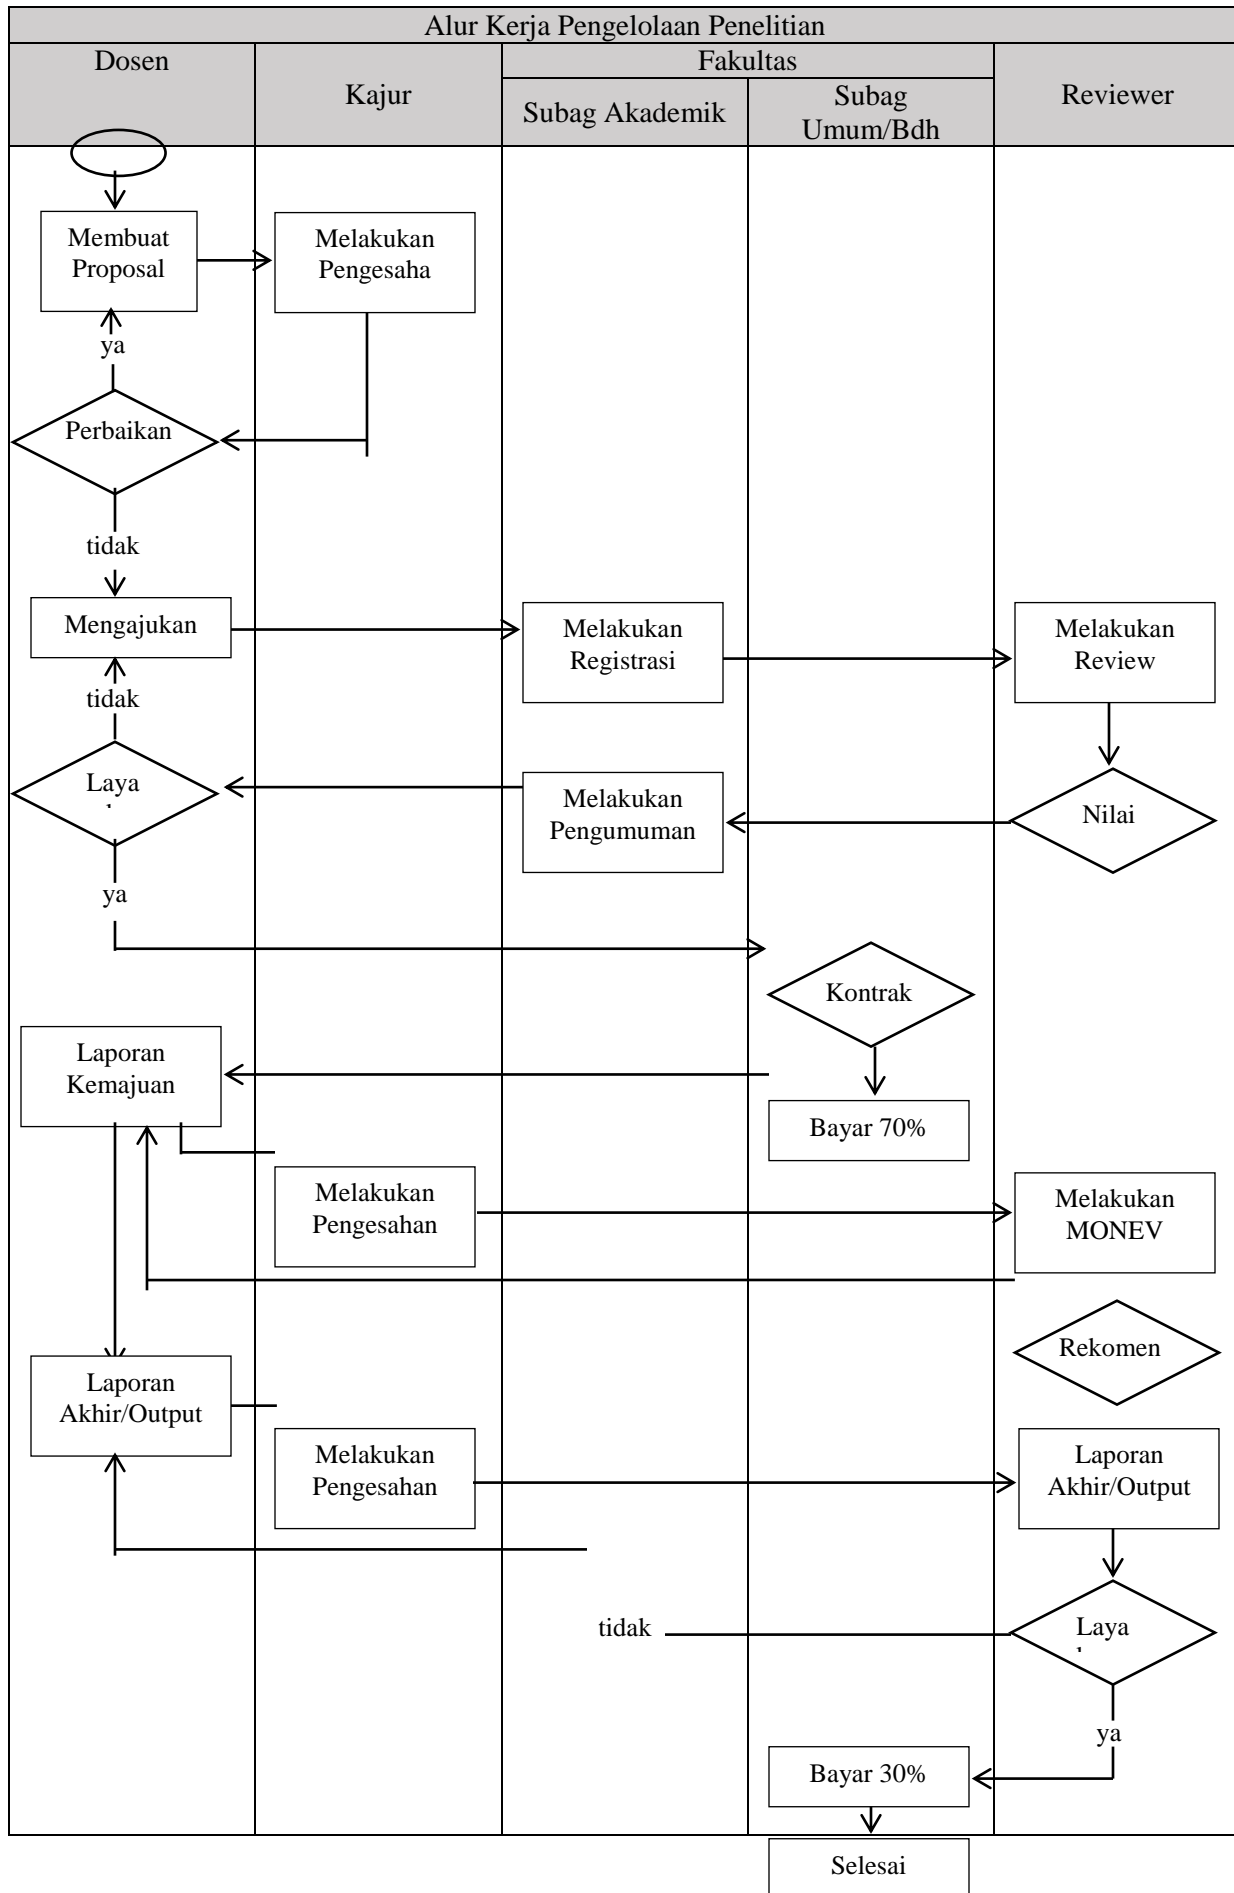 Alur Kerja Pengelolaan Penelitian
Dosen
Kajur
Fakultas
Reviewer
Subag Akademik
Subag
Umum/Bdh
Membuat
Proposal
Melakukan
Pengesaha
ya
Perbaikan
tidak
Mengajukan
Melakukan
Registrasi
Melakukan
Review
tidak
Laya
Melakukan
Pengumuman
Nilai
ya
Kontrak
Laporan
Kemajuan
Bayar 70%
Melakukan
Pengesahan
Melakukan
MONEV
Rekomen
Laporan
Akhir/Output
Melakukan
Pengesahan
Laporan
Akhir/Output
tidak
Laya
ya
Bayar 30%
Selesai